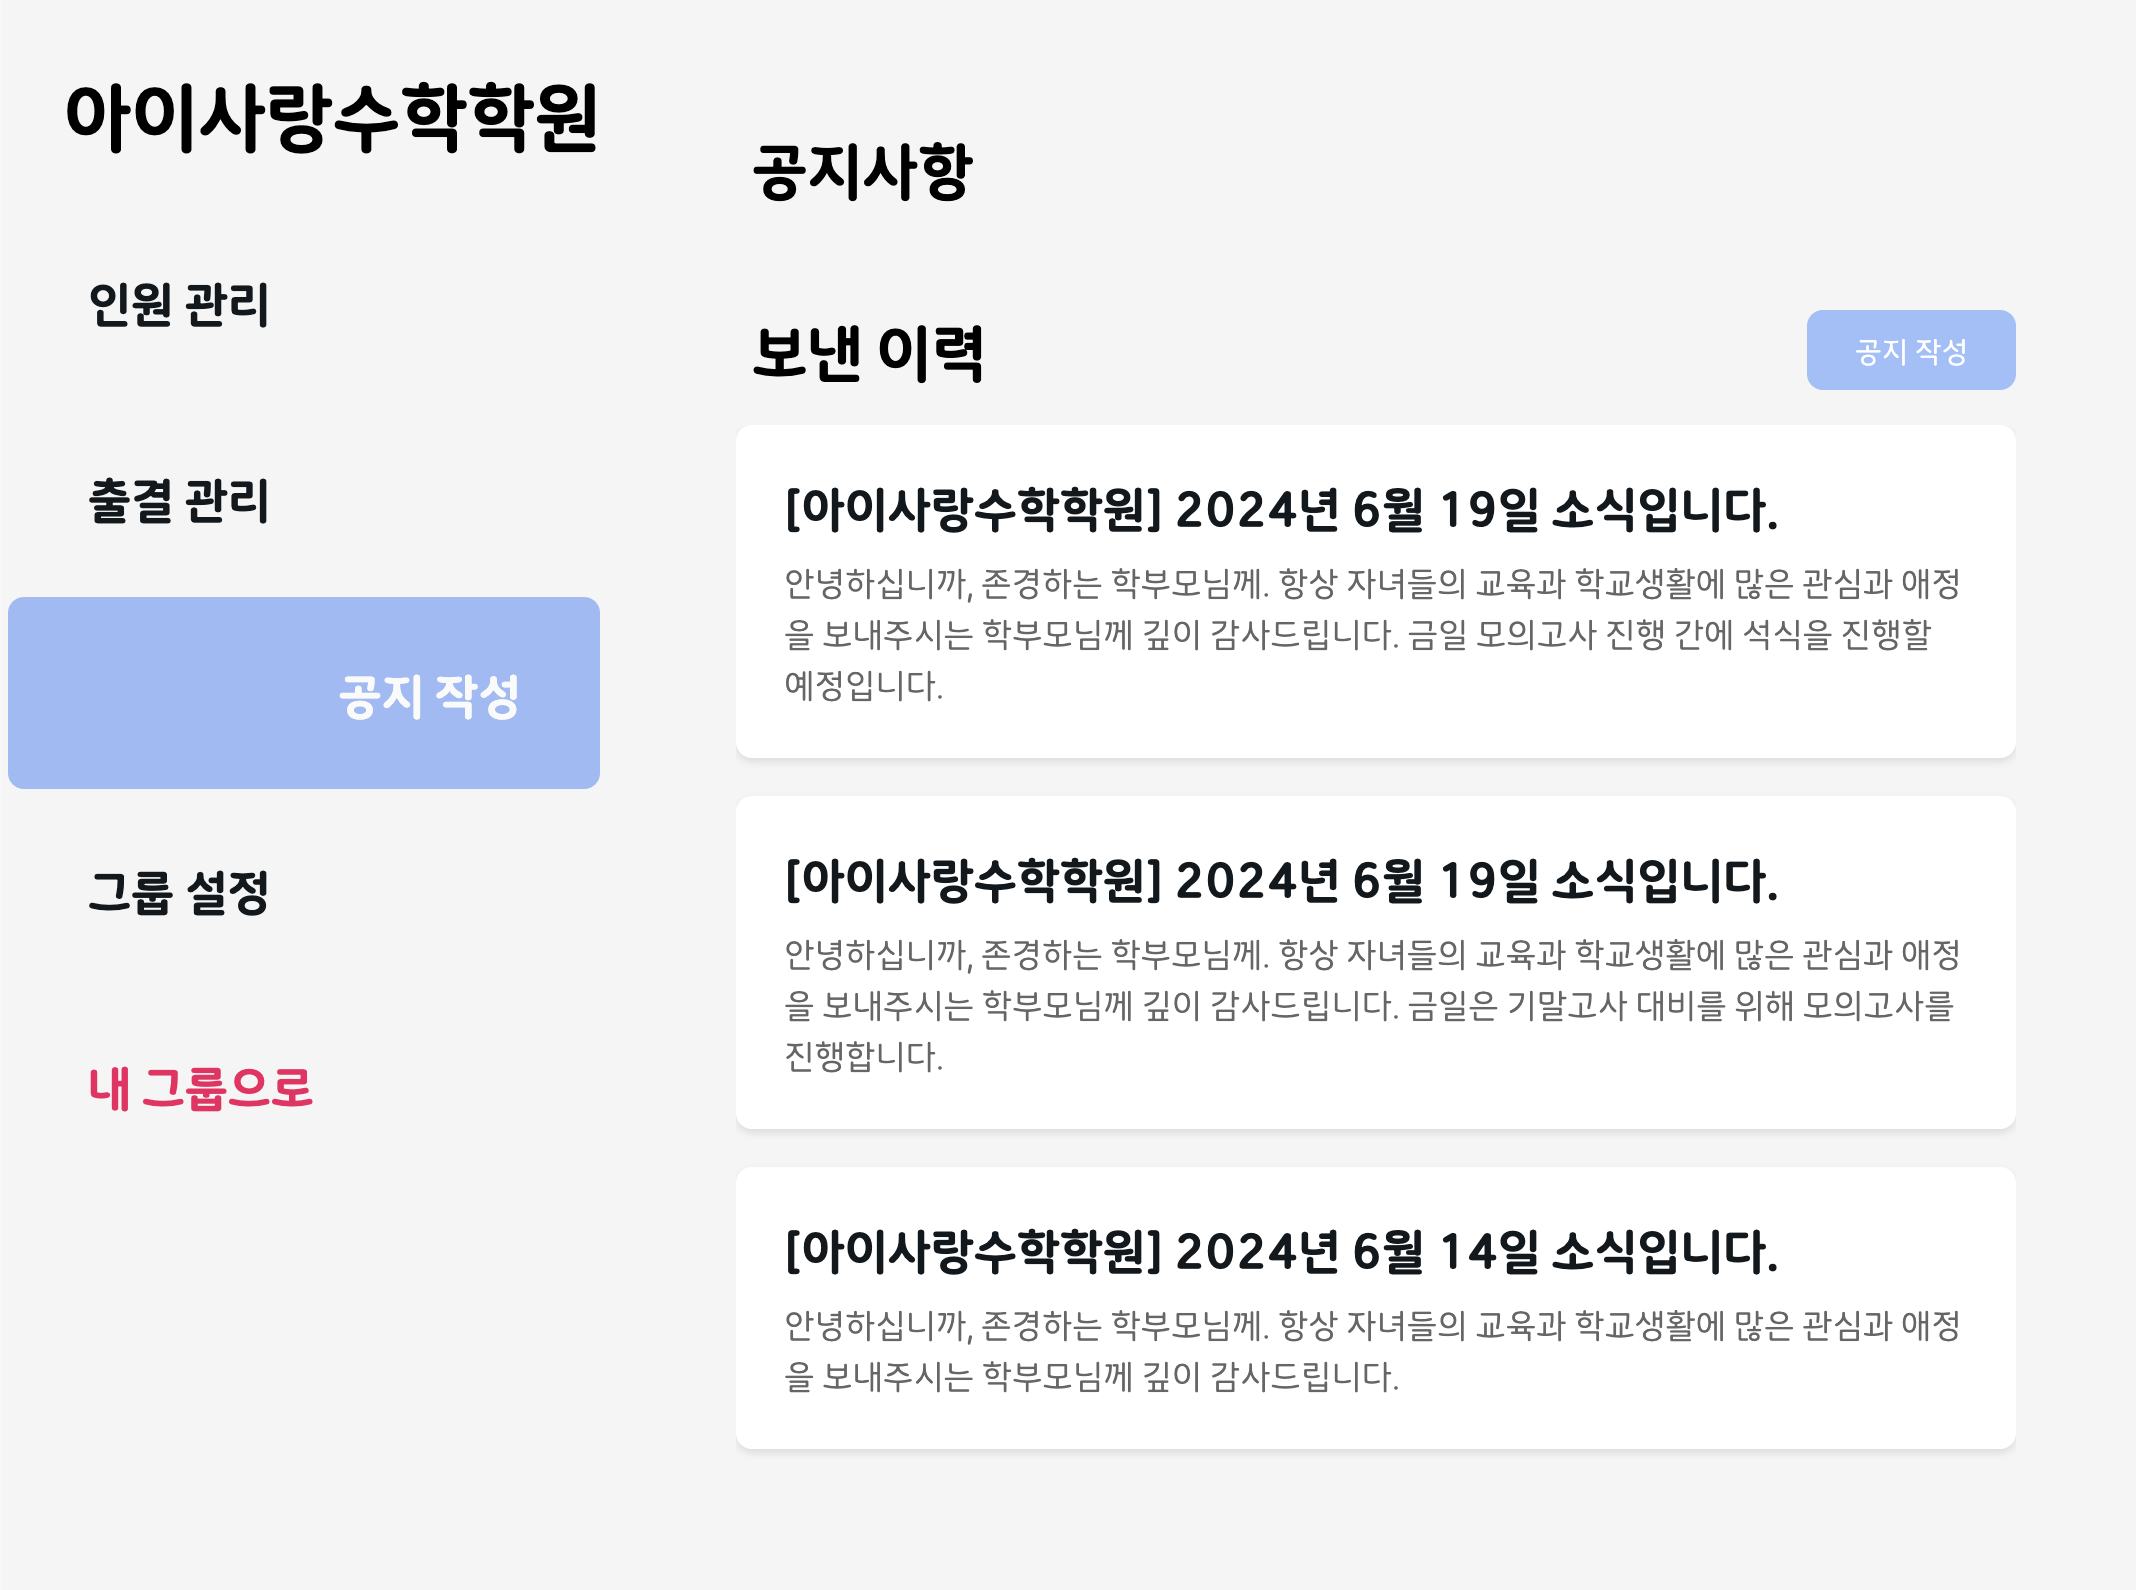 아이사랑수학학원
인원 관리
출결 관리
공지 작성
그룹 설정
내 그룹으로
공지사항
보낸 이력
공지 작성
[아이사랑수학학원] 2024년 6월 19일 소식입니다.
안녕하십니까, 존경하는 학부모님께. 항상 자녀들의 교육과 학교생활에 많은 관심과 애정
을 보내주시는 학부모님께 깊이 감사드립니다. 금일 모의고사 진행 간에 석식을 진행할
예정입니다.
[아이사랑수학학원] 2024년 6월 19일 소식입니다.
안녕하십니까, 존경하는 학부모님께. 항상 자녀들의 교육과 학교생활에 많은 관심과 애정
을 보내주시는 학부모님께 깊이 감사드립니다. 금일은 기말고사 대비를 위해 모의고사를
진행합니다.
[아이사랑수학학원] 2024년 6월 14일 소식입니다.
안녕하십니까, 존경하는 학부모님께. 항상 자녀들의 교육과 학교생활에 많은 관심과 애정
을 보내주시는 학부모님께 깊이 감사드립니다.